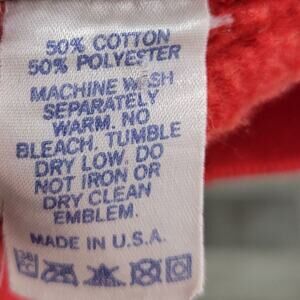 50% COTTON
50% POLYESTER
MACHINE WASH
SEPARATELY
WARM. NO
BLEACH. TUMBLE
DRY LOW. DO
NOT IRON OR
DRY CLEAN
EMBLEM.
MADE IN U.S.A.